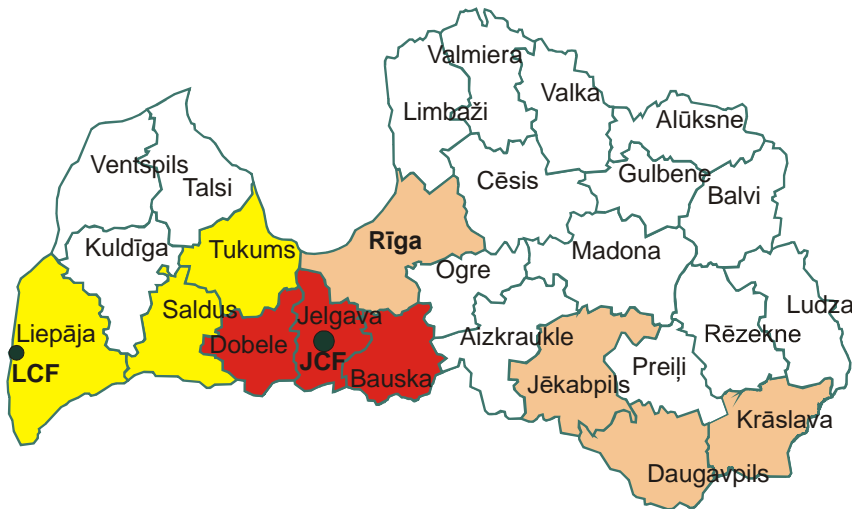 Valmiera
Valka
Limbaži
Alūksne
Ventspils
Talsi
Cēsis
Gulbene
Balvi
Kuldīga
Tukums
Rīga
Madona
Ogre
Ludza
Saldus
Jelgava
Liepāja
Dobele
Aizkraukle
Rēzekne
JCF
Preiļi
LCF
Bauska
Jēkabpils
Krāslava
Daugavpils